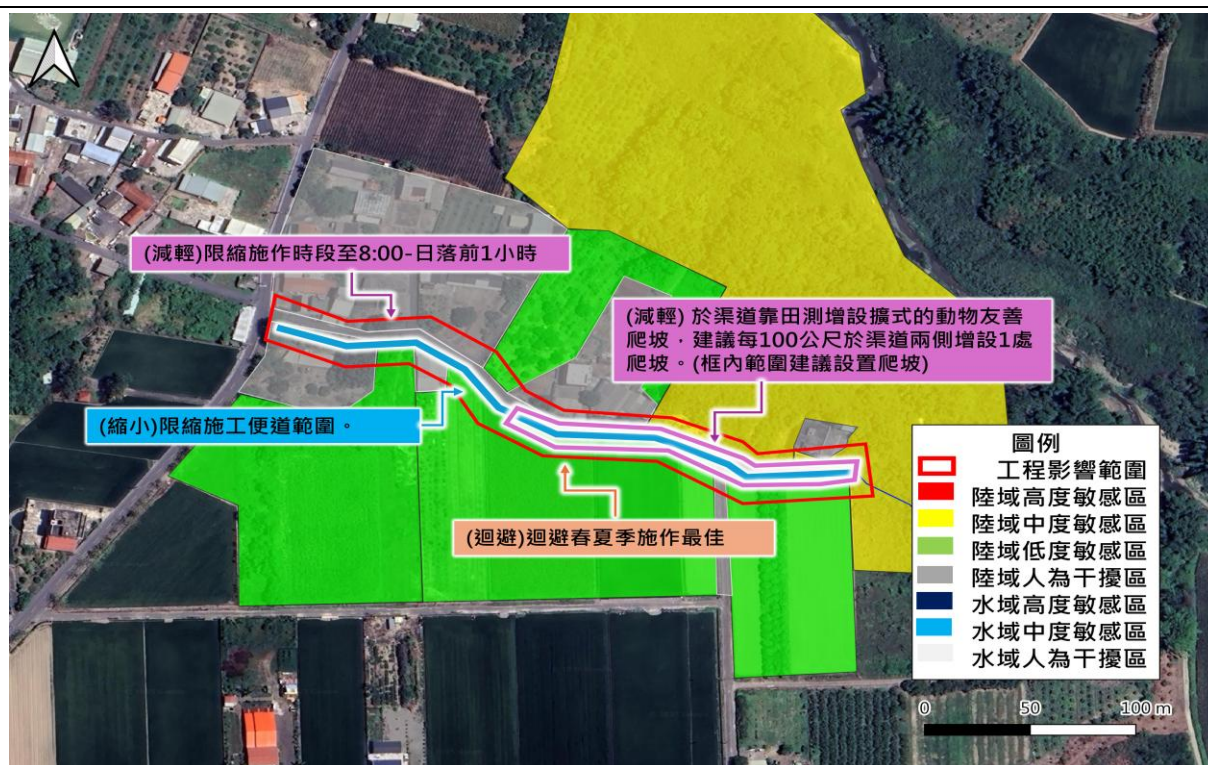 (減輕)限縮施作時段至8:00-日落前1小時
(減輕) 於渠道靠田測增設擴式的動物友善
爬坡，建議每100公尺於渠道兩側增設1處
爬坡。(框內範圍建議設置爬坡)
(縮小)限縮施工便道範圍。
(迴避)迴避春夏季施作最佳
圖例
工程影響範圍
陸域高度敏感區
陸域中度敏感區
陸域低度敏感區
陸域人為干擾區
水域高度敏感區
水域中度敏感區
水域人為干擾區
0 50 100 m